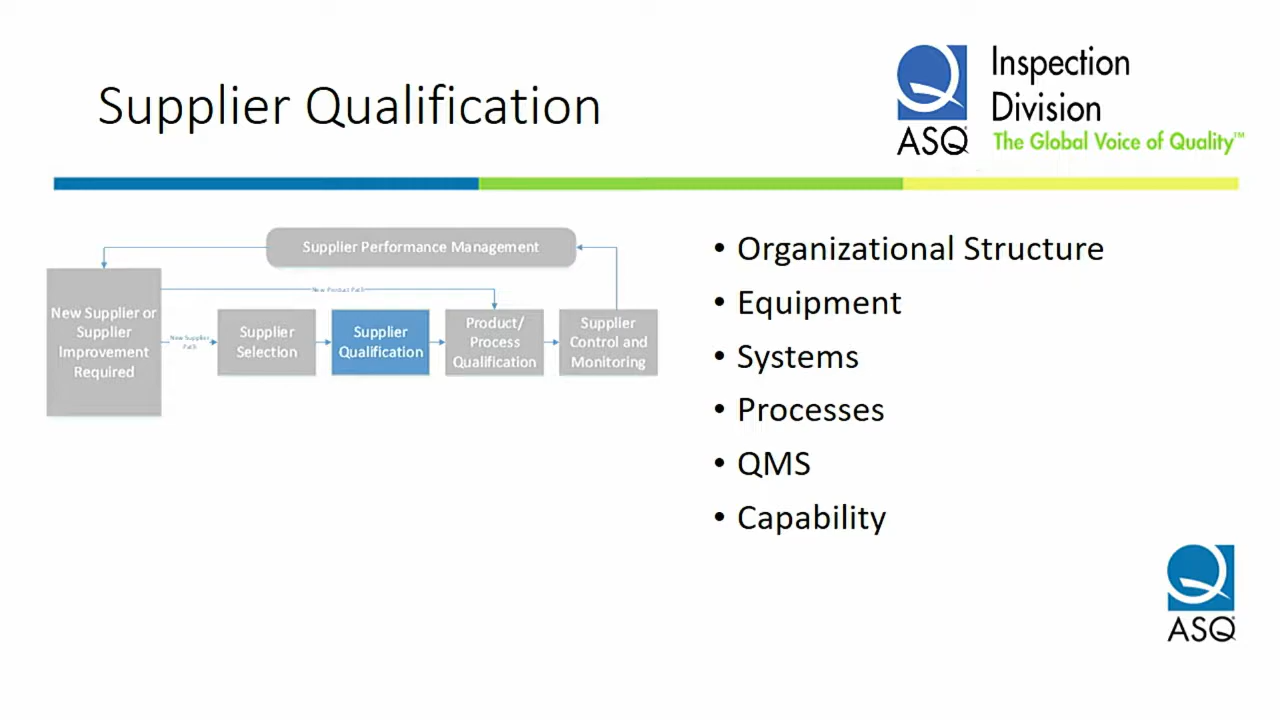 Supplier Qualification
ASQ
Inspection
Division
The Global Voice of Quality™
Supplier Performance Management
New Product Path
New Supplier or
Supplier
Improvement
Required
New Supplier
Path
Supplier
Selection
Supplier
Qualification
Product/
Process
Qualification
Supplier
Control and
Monitoring
• Organizational Structure
• Equipment
• Systems
• Processes
• QMS
• Capability
ASQ